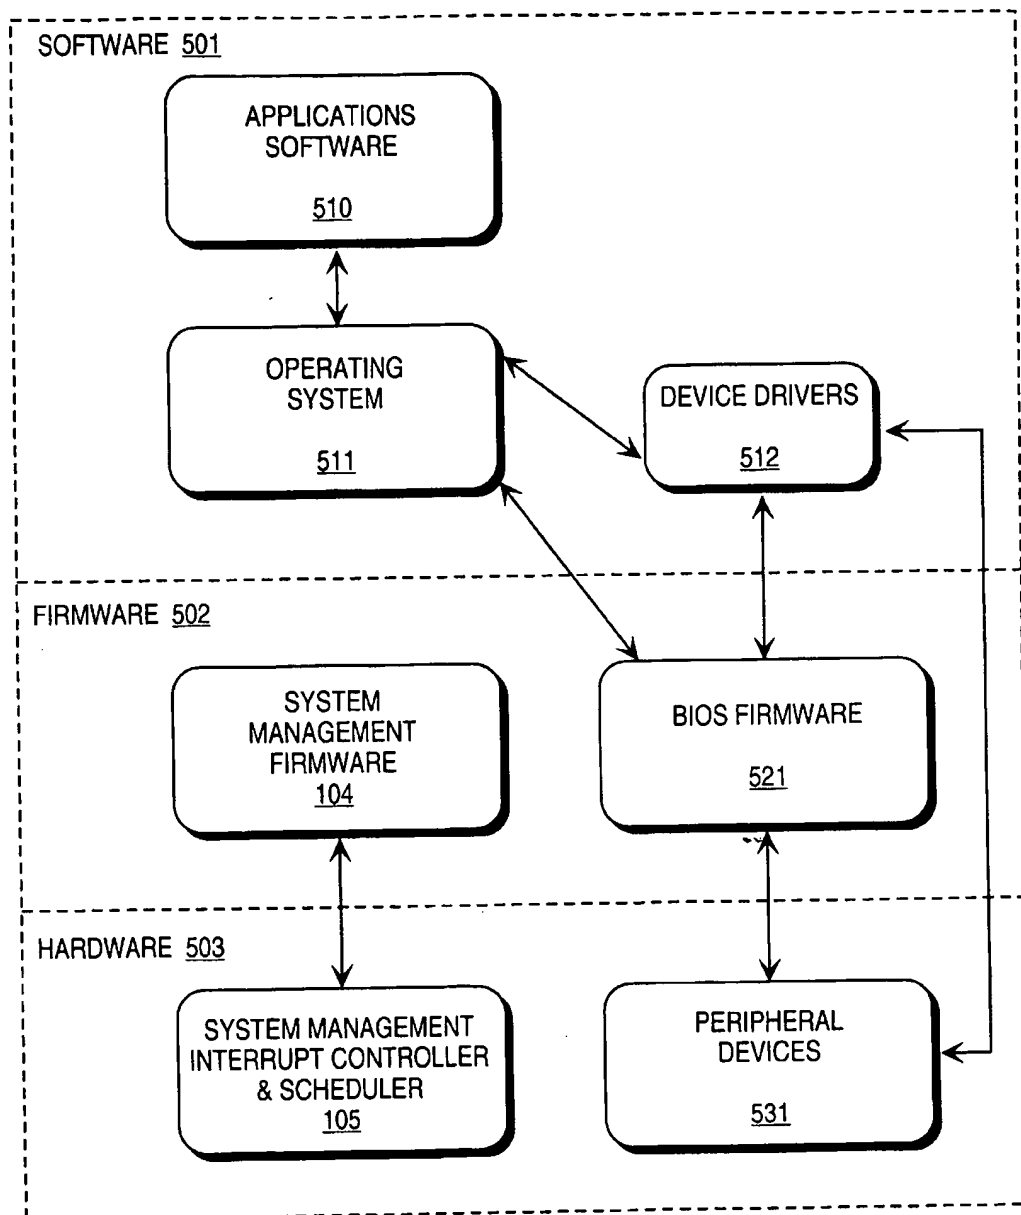 SOFTWARE 501
APPLICATIONS
SOFTWARE
510
OPERATING
SYSTEM
511
DEVICE DRIVERS
512
FIRMWARE 502
SYSTEM
MANAGEMENT
FIRMWARE
104
BIOS FIRMWARE
521
HARDWARE 503
SYSTEM MANAGEMENT
INTERRUPT CONTROLLER
& SCHEDULER
105
PERIPHERAL
DEVICES
531